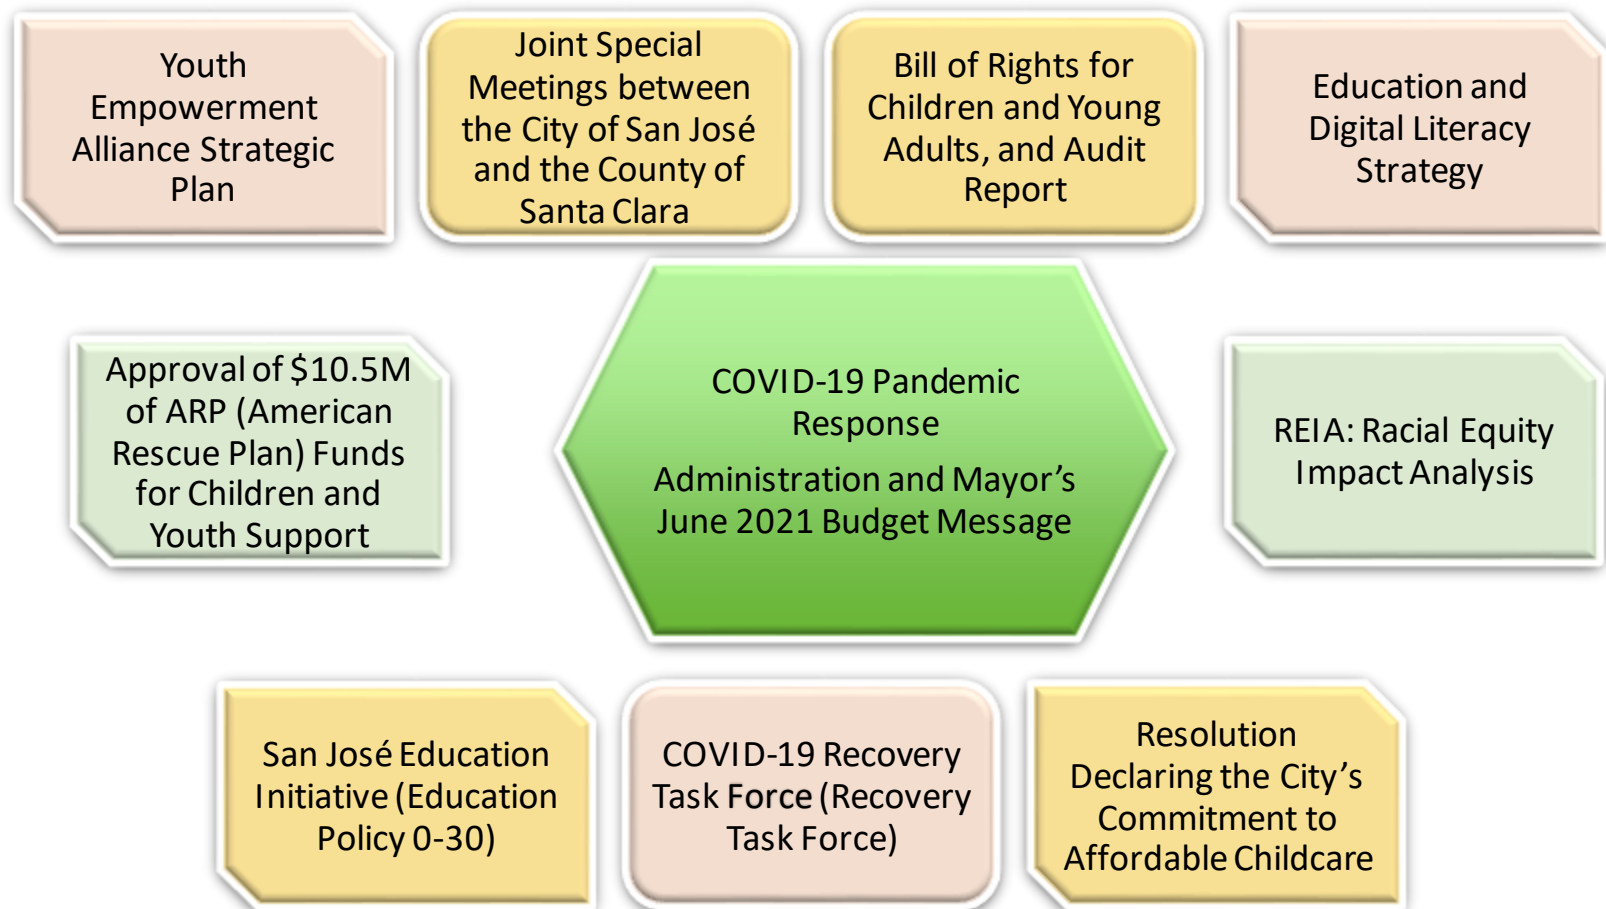 Youth
Empowerment
Alliance Strategic
Plan
Joint Special
Meetings between
the City of San José
and the County of
Santa Clara
Bill of Rights for
Children and Young
Adults, and Audit
Report
Education and
Digital Literacy
Strategy
Approval of $10.5M
of ARP (American
Rescue Plan) Funds
for Children and
Youth Support
COVID-19 Pandemic
Response
Administration and Mayor’s
June 2021 Budget Message
REIA: Racial Equity
Impact Analysis
San José Education
Initiative (Education
Policy 0-30)
COVID-19 Recovery
Task Force (Recovery
Task Force)
Resolution
Declaring the City’s
Commitment to
Affordable Childcare